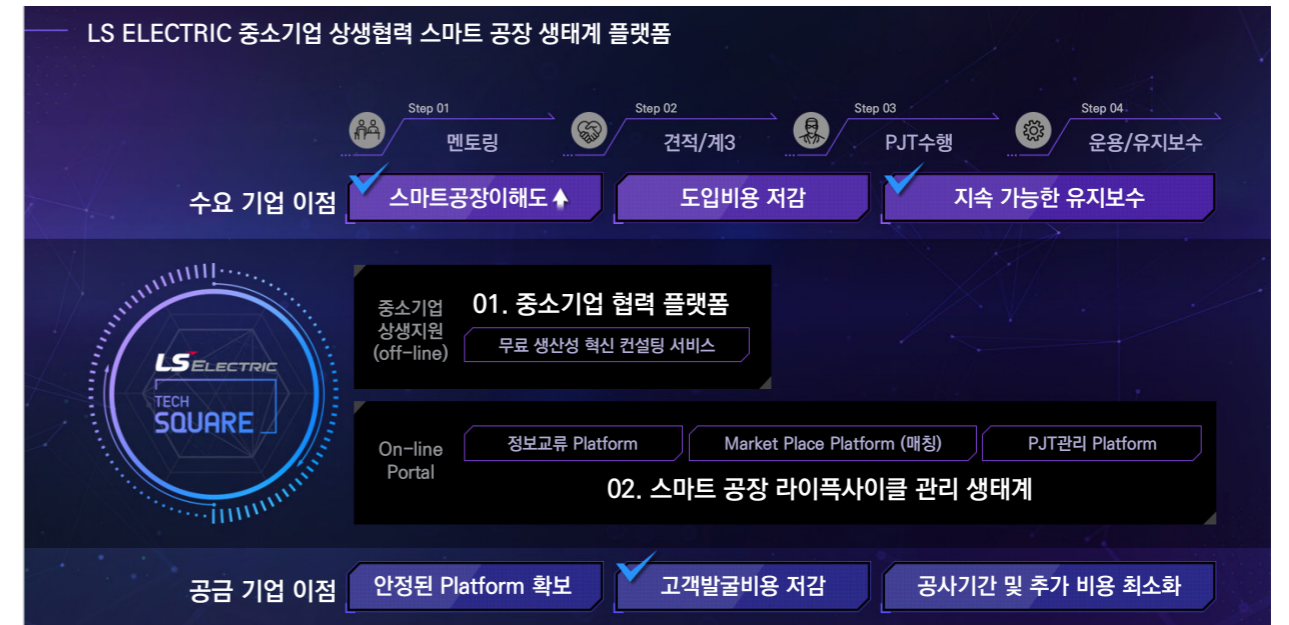 LS ELECTRIC 중소기업 상생협력 스마트 공장 생태계 플랫폼
Step 01
멘토링
Step 02
견적/계3
Step 03
PJT수행
Step 04
운용/유지보수
수요 기업 이점
스마트공장이해도
도입비용 저감
지속 가능한 유지보수
LS ELECTRIC
TECH
SQUARE
중소기업
상생지원
(off-line)
01. 중소기업 협력 플랫폼
무료 생산성 혁신 컨설팅 서비스
On-line
Portal
정보교류 Platform
Market Place Platform (매칭)
PJT관리 Platform
02. 스마트 공장 라이픅사이클 관리 생태계
공급 기업 이점
안정된 Platform 확보
고객발굴비용 저감
공사기간 및 추가 비용 최소화